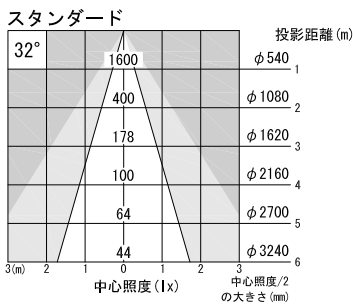 スタンダード
32°
投影距離(m)
1600 φ540 1
400 φ1080 2
178 φ1620 3
100 φ2160 4
64 φ2700 5
44 φ3240 6
3(m) 2 1 0 1 2 3
中心照度(lx)
中心照度/2
の大きさ(mm)